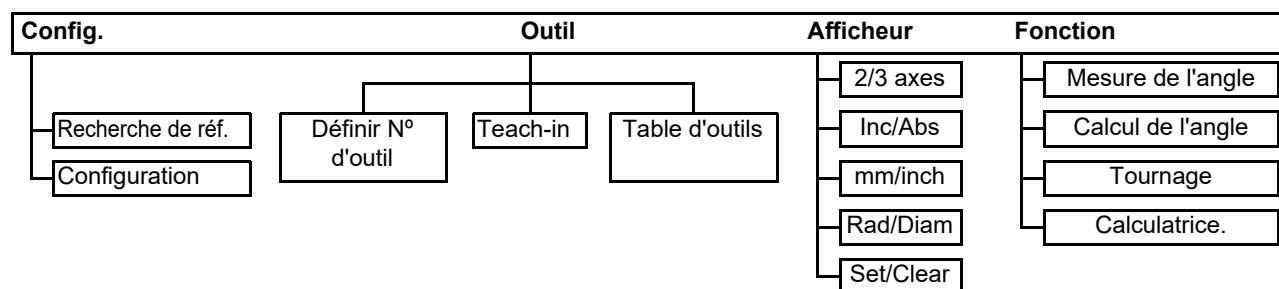 Config. Outil Afficheur Fonction
Recherche de réf.
Configuration
Définir Nº
d'outil
Teach-in
Table d'outils
2/3 axes
Inc/Abs
mm/inch
Rad/Diam
Set/Clear
Mesure de l'angle
Calcul de l'angle
Tournage
Calculatrice.